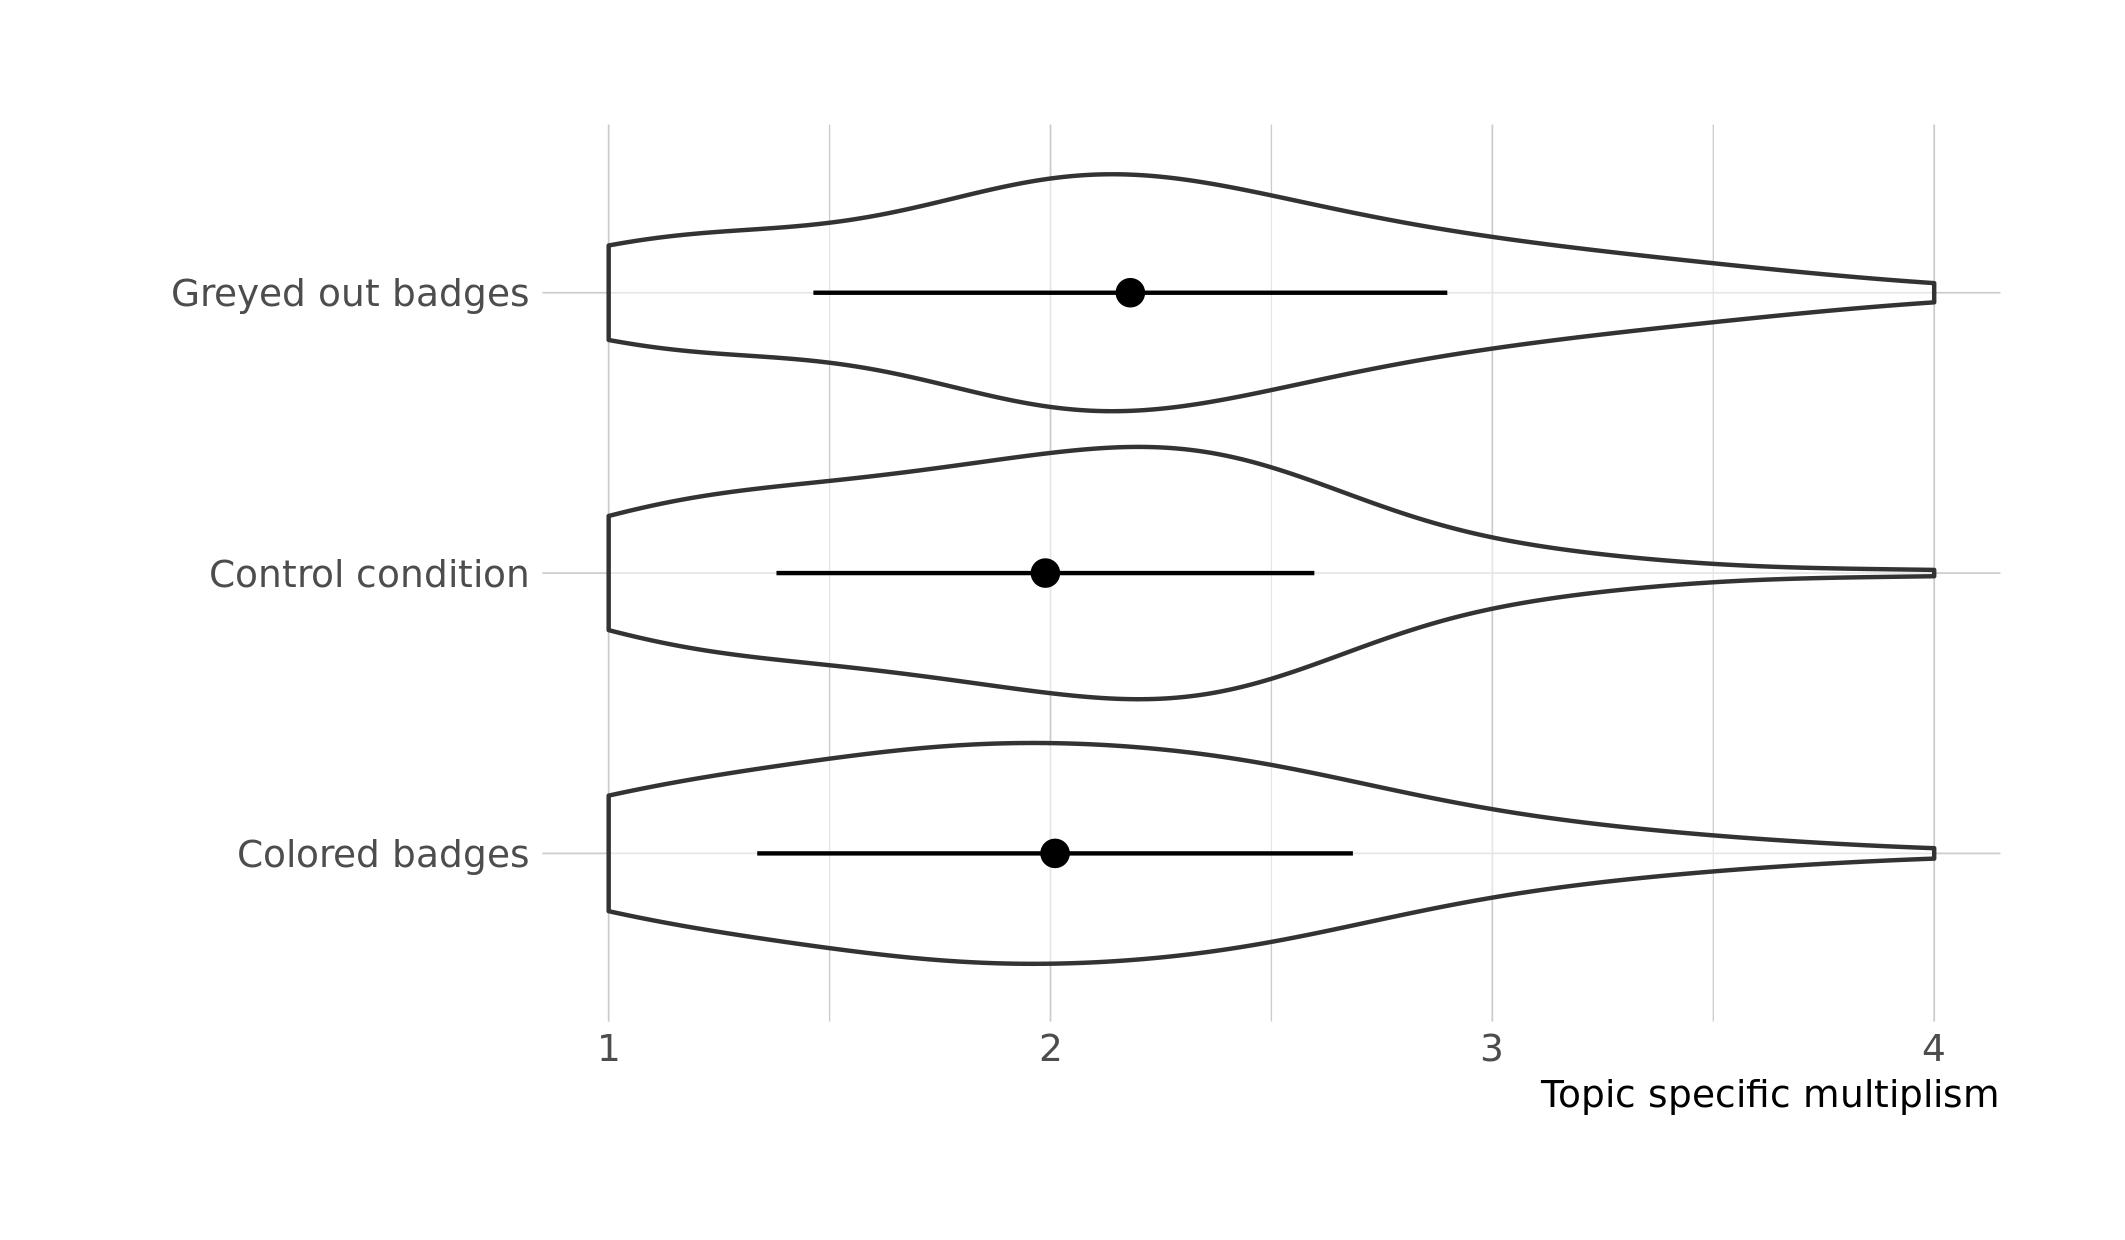 Greyed out badges
Control condition
Colored badges
1 2 3 4
Topic specific multiplism